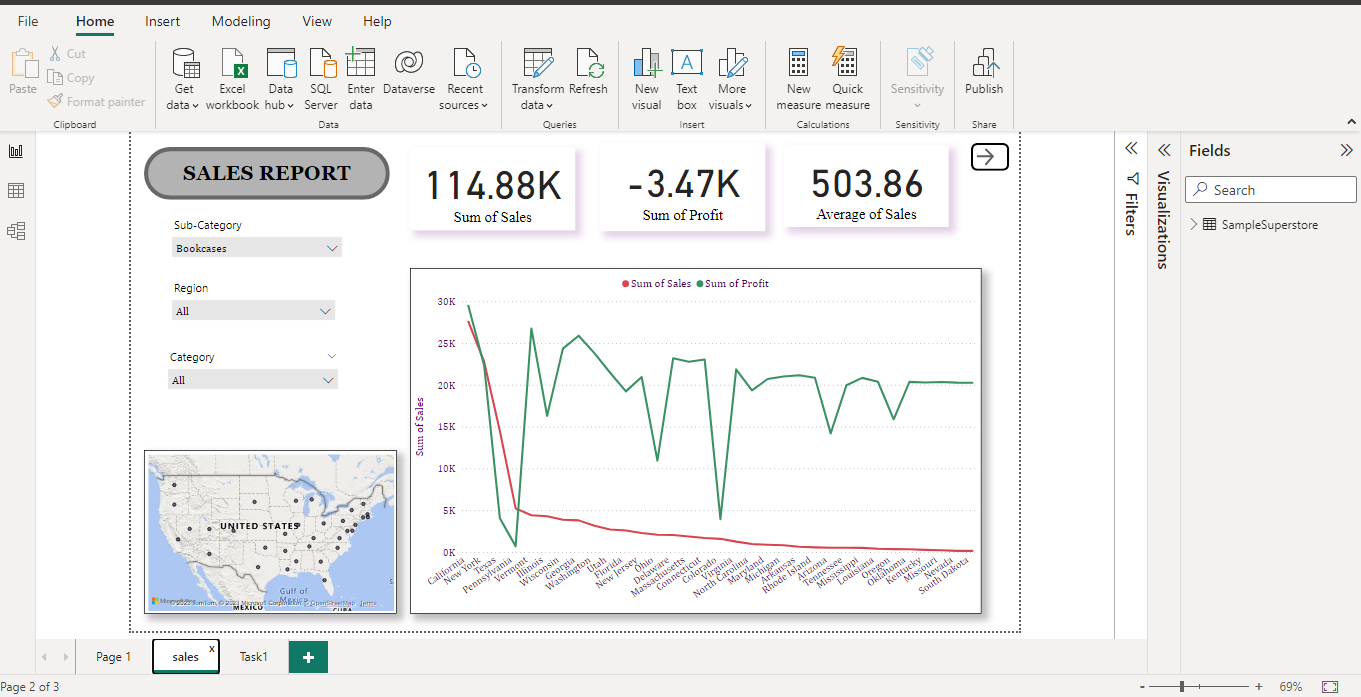 File Home Insert Modeling View Help
Paste
Cut
Copy
Format painter
Clipboard
Get data
Excel workbook
Data hub
SQL Server
Enter data
Dataverse
Recent sources
Data
Transform data
Refresh
Queries
New visual
Text box
More visuals
Insert
New measure
Quick measure
Calculations
Sensitivity
Sensitivity
Publish
Share
SALES REPORT
114.88K
Sum of Sales
-3.47K
Sum of Profit
503.86
Average of Sales
Sub-Category
Bookcases
Region
All
Category
All
UNITED STATES
Gulf of
Mexico
MEXICO
CUBA
© 2023 TomTom, © 2023 Microsoft Corporation, © OpenStreetMap Terms
Sum of Sales Sum of Profit
Sum of Sales
30K
25K
20K
15K
10K
5K
0K
California
New York
Texas
Pennsylvania
Vermont
Illinois
Wisconsin
Georgia
Washington
Utah
Florida
New Jersey
Ohio
Delaware
Massachusetts
Connecticut
Colorado
Virginia
North Carolina
Maryland
Michigan
Arkansas
Rhode Island
Arizona
Tennessee
Mississippi
Louisiana
Oregon
Oklahoma
Kentucky
Missouri
Nevada
South Dakota
Filters
Visualizations
Fields
Search
SampleSuperstore
Page 1
sales
x
Task1
+
Page 2 of 3
- + 69%